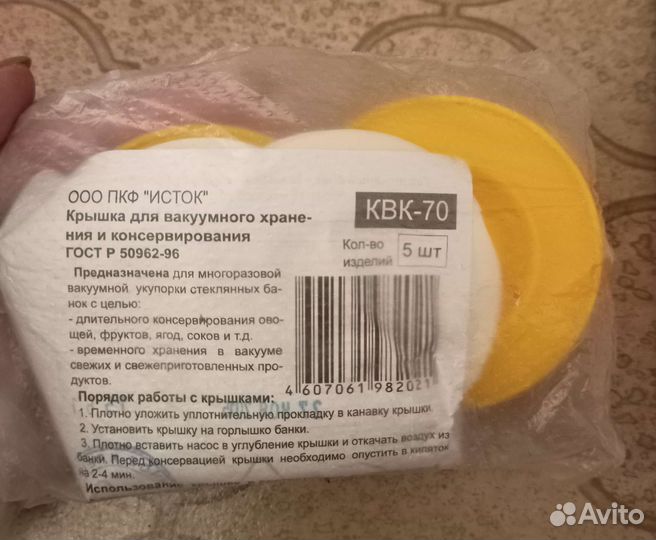 ООО ПКФ "ИСТОК"
Крышка для вакуумного хране-
ния и консервирования
ГОСТ Р 50962-96
КВК-70
Кол-во
изделий
5 шт
Предназначена для многоразовой
вакуумной укупорки стеклянных ба-
нок с целью:
- длительного консервирования ово-
щей, фруктов, ягод, соков и т.д.
- временного хранения в вакууме
свежих и свежеприготовленных про-
дуктов.
4 607061 982021
Порядок работы с крышками:
1. Плотно уложить уплотнительную прокладку в канавку крышки.
2. Установить крышку на горлышко банки.
3. Плотно вставить насос в углубление крышки и откачать воздух из
банки. Перед консервацией крышки необходимо опустить в кипяток
на 2-4 мин.
Использование
Avito